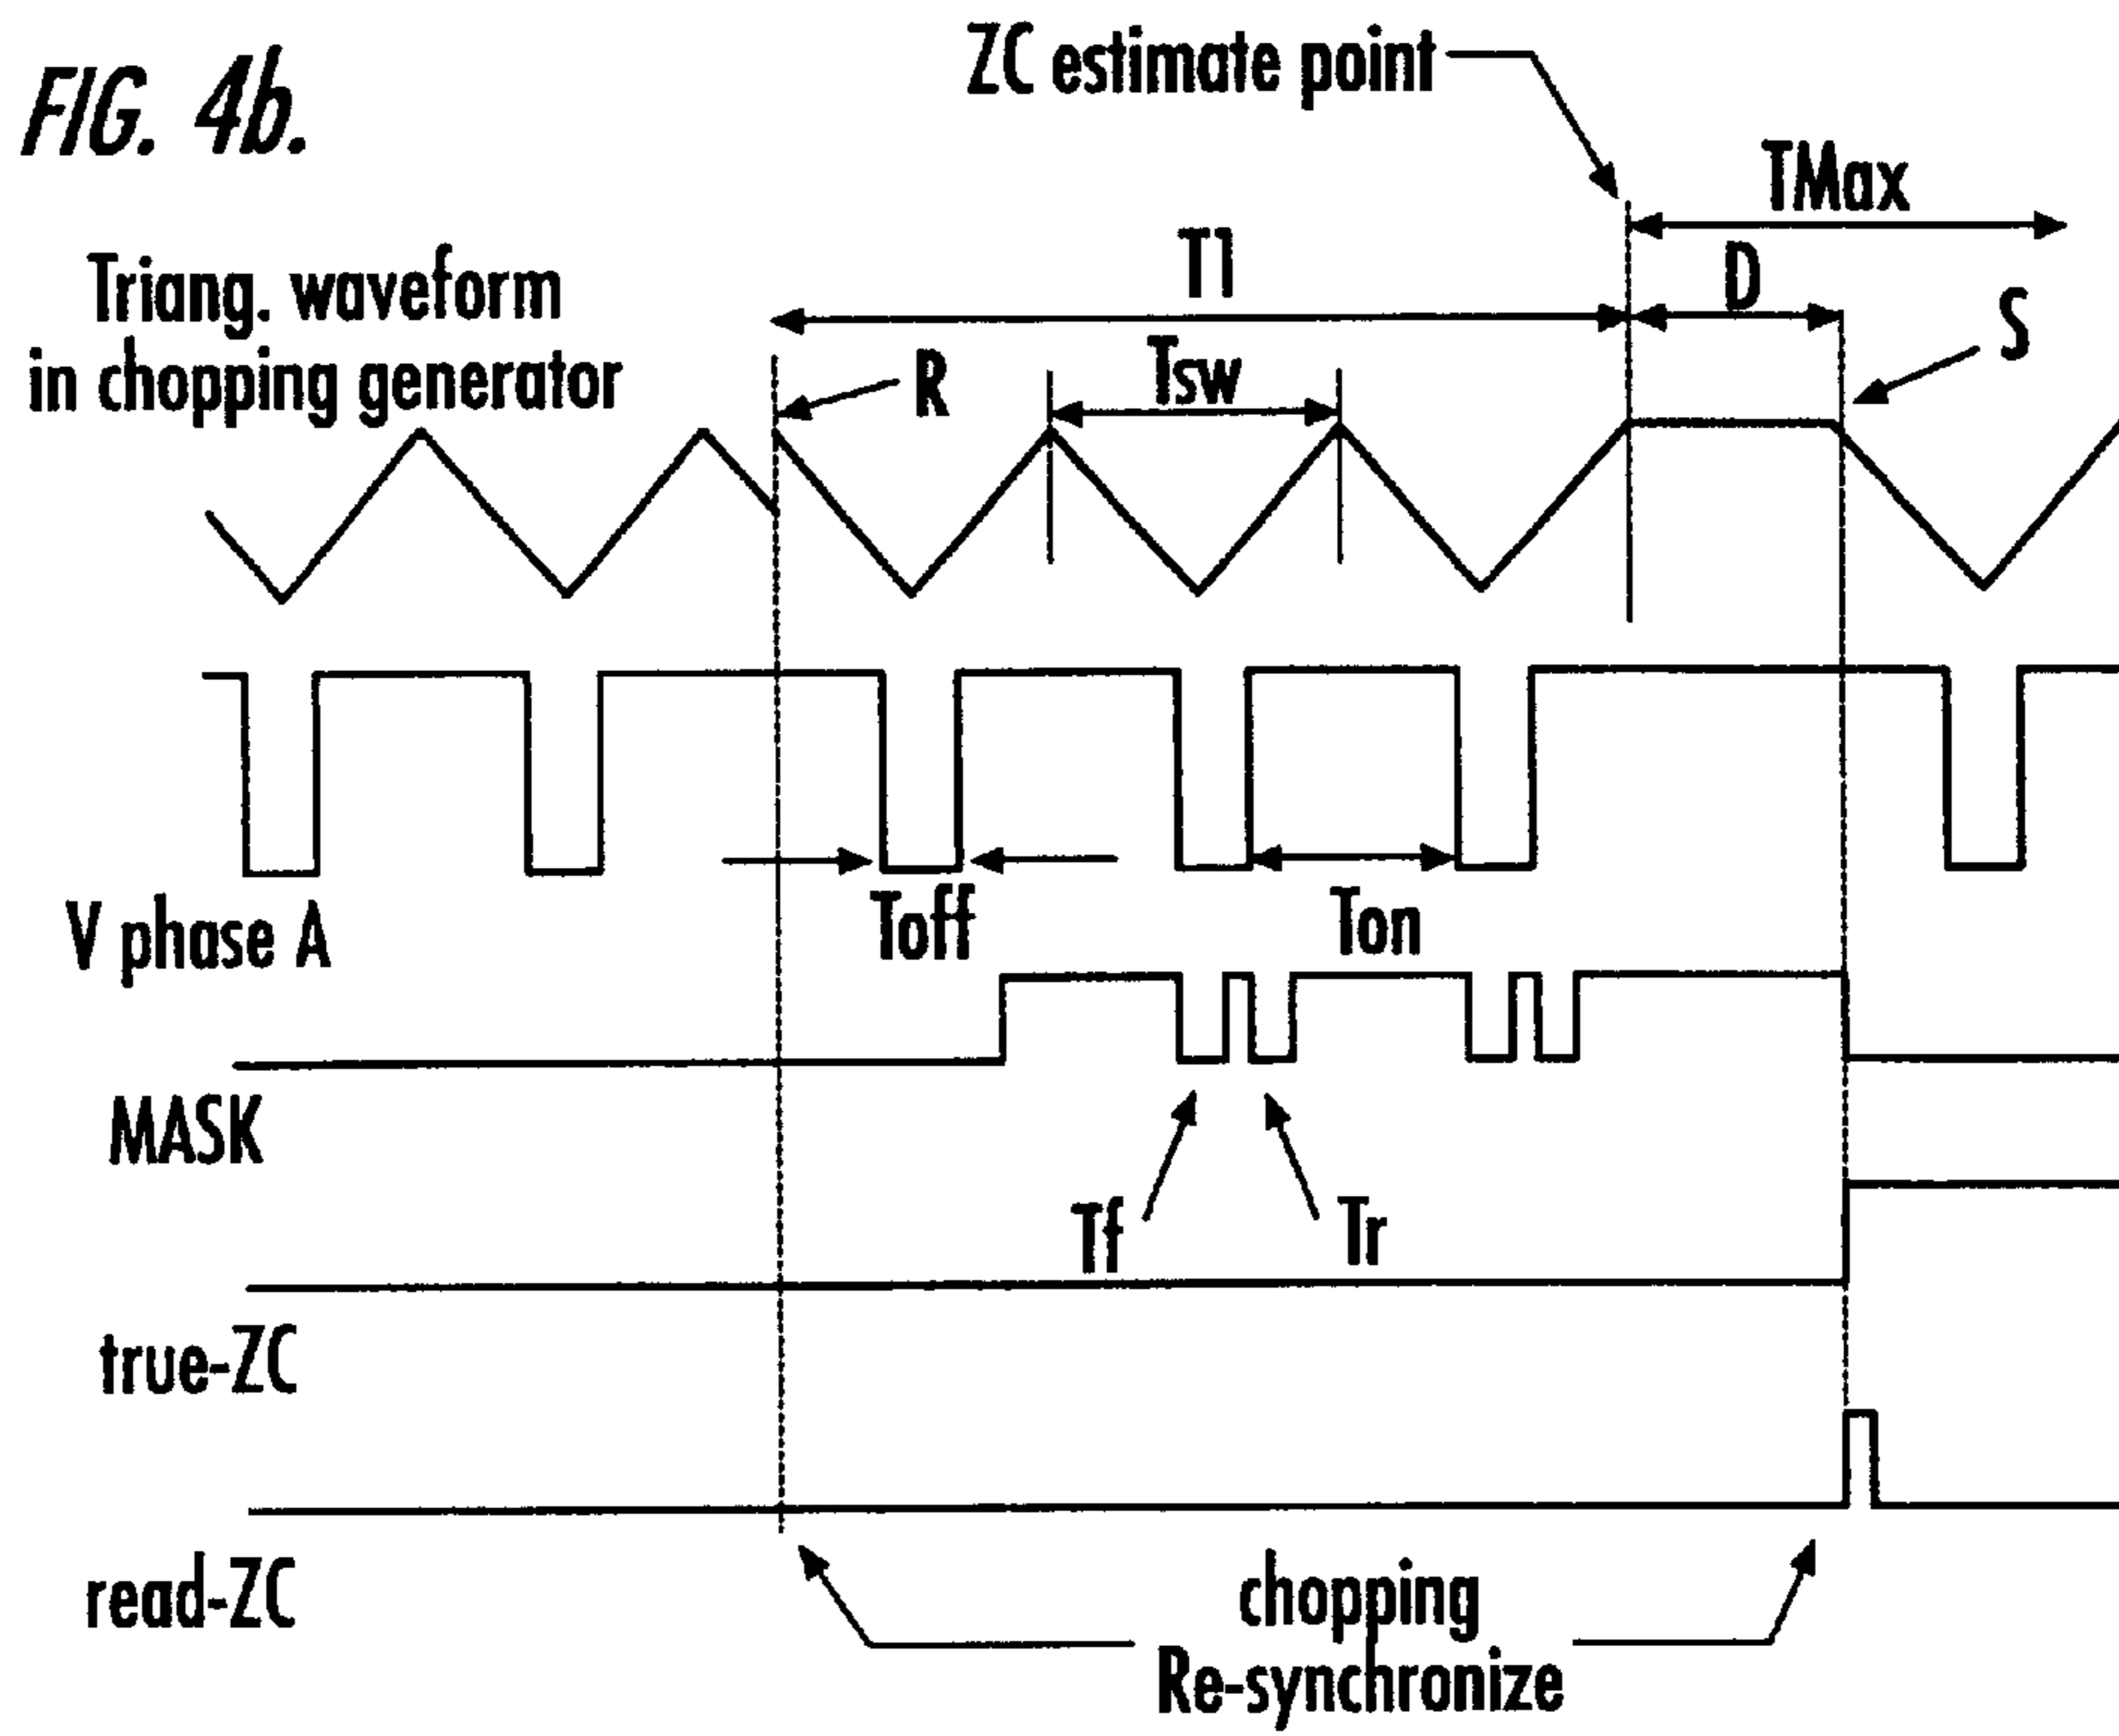 FIG. 4b.
ZC estimate point
TMax
T1
D
Triang. waveform
in chopping generator
R
Tsw
S
Toff
Ton
V phase A
MASK
Tf
Tr
true-ZC
read-ZC
chopping
Re-synchronize